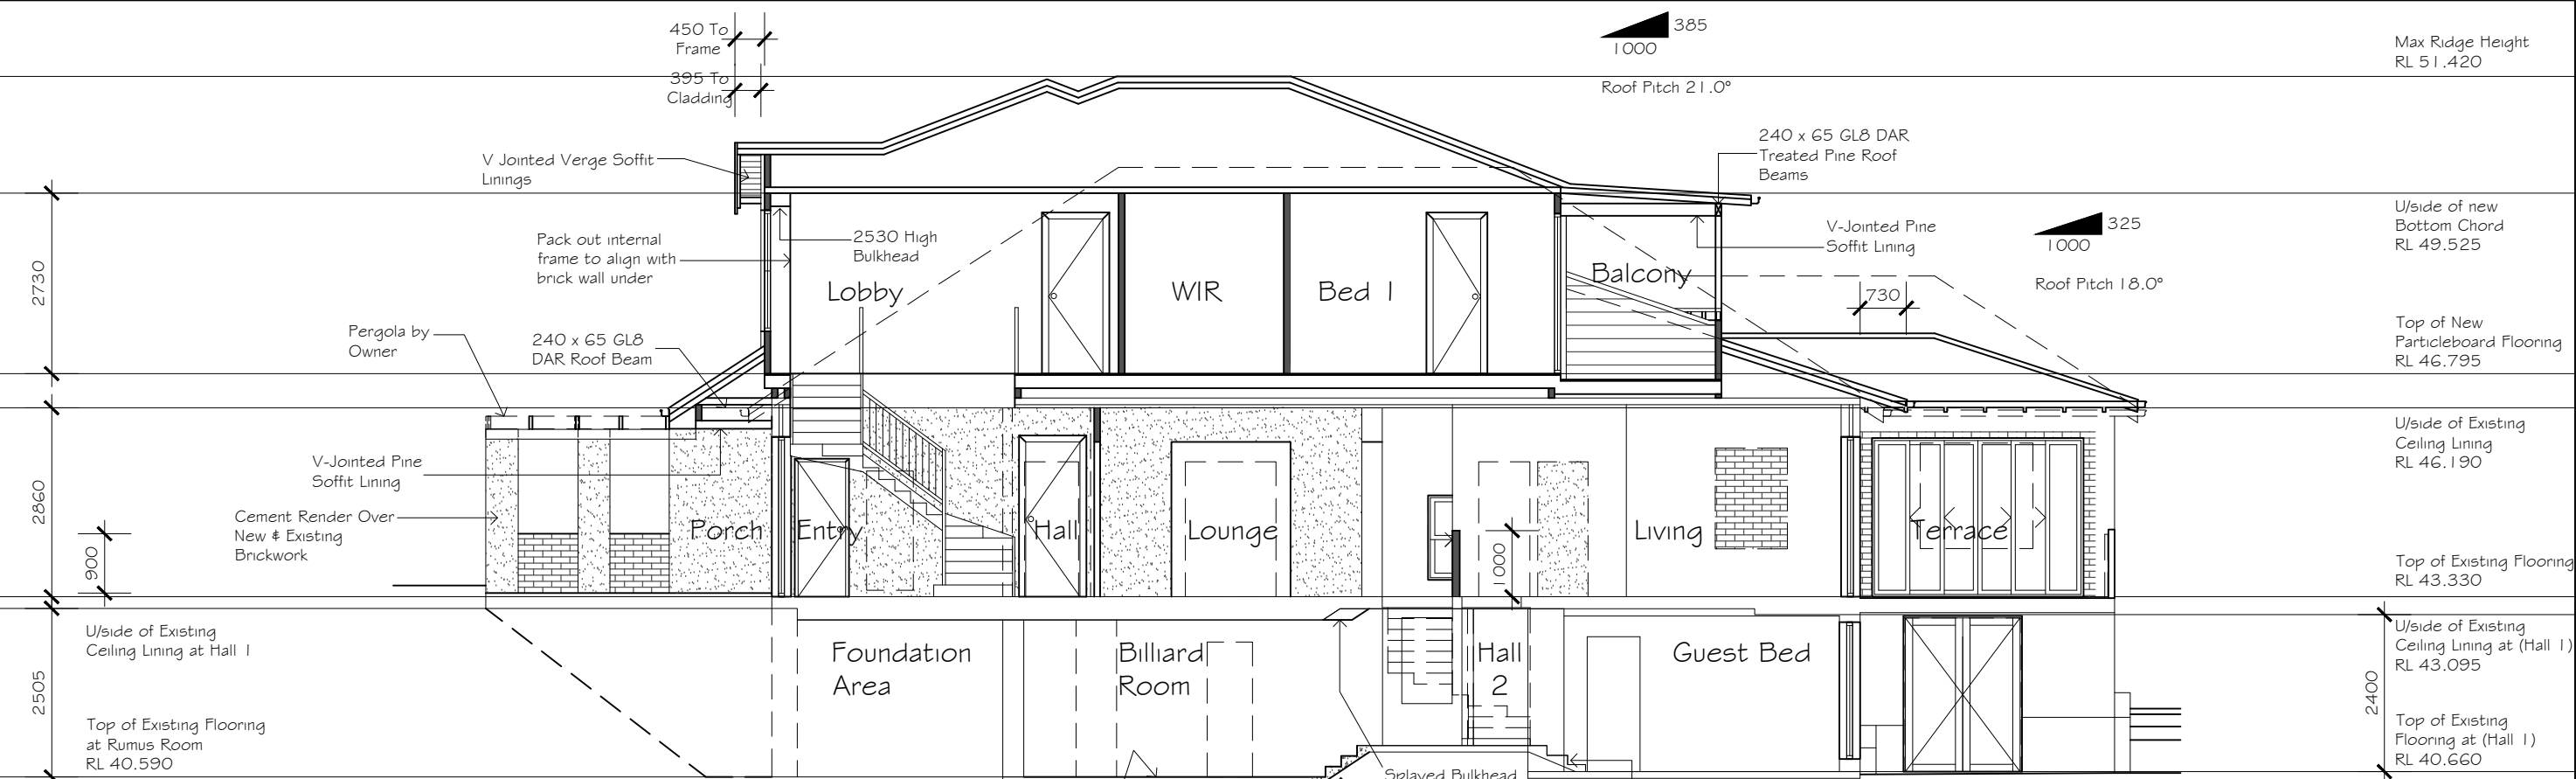 450 To
Frame
395 To
Cladding
385
1000
Roof Pitch 21.0°
Max Ridge Height
RL 51.420
V Jointed Verge Soffit
Linings
240 x 65 GL8 DAR
Treated Pine Roof
Beams
Pack out internal
frame to align with
brick wall under
2530 High
Bulkhead
V-Jointed Pine
Soffit Lining
325
1000
Roof Pitch 18.0°
U/side of new
Bottom Chord
RL 49.525
2730
Lobby
WIR
Bed 1
Balcony
730
Pergola by
Owner
240 x 65 GL8
DAR Roof Beam
Top of New
Particleboard Flooring
RL 46.795
V-Jointed Pine
Soffit Lining
U/side of Existing
Ceiling Lining
RL 46.190
2860
900
Cement Render Over
New & Existing
Brickwork
Porch
Entry
Hall
Lounge
1000
Living
Terrace
Top of Existing Flooring
RL 43.330
U/side of Existing
Ceiling Lining at Hall 1
2505
Top of Existing Flooring
at Rumus Room
RL 40.590
Foundation
Area
Billiard
Room
Hall
2
Guest Bed
Splayed Bulkhead
2400
U/side of Existing
Ceiling Lining at (Hall 1)
RL 43.095
Top of Existing
Flooring at (Hall 1)
RL 40.660